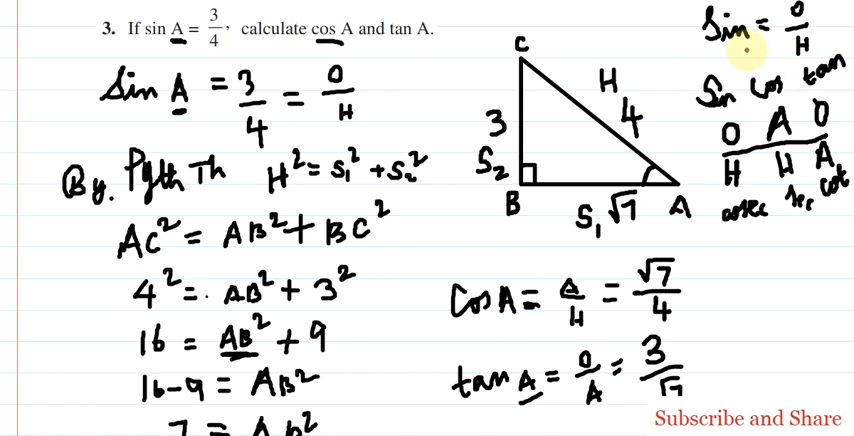 3. If sin A = 3/4, calculate cos A and tan A.
Sin A = 3/4 = O/H
By. Pyth Th H² = S₁² + S₂²
AC² = AB² + BC²
4² = AB² + 3²
16 = AB² + 9
16-9 = AB²
7 = Ab²
C
H
4
3
S₂
B
S₁ √7 A
Cos A = A/H = √7/4
tan A = O/A = 3/√7
Sin = O/H
Sin Cos tan
O A O
H H A
sec cot
Subscribe and Share